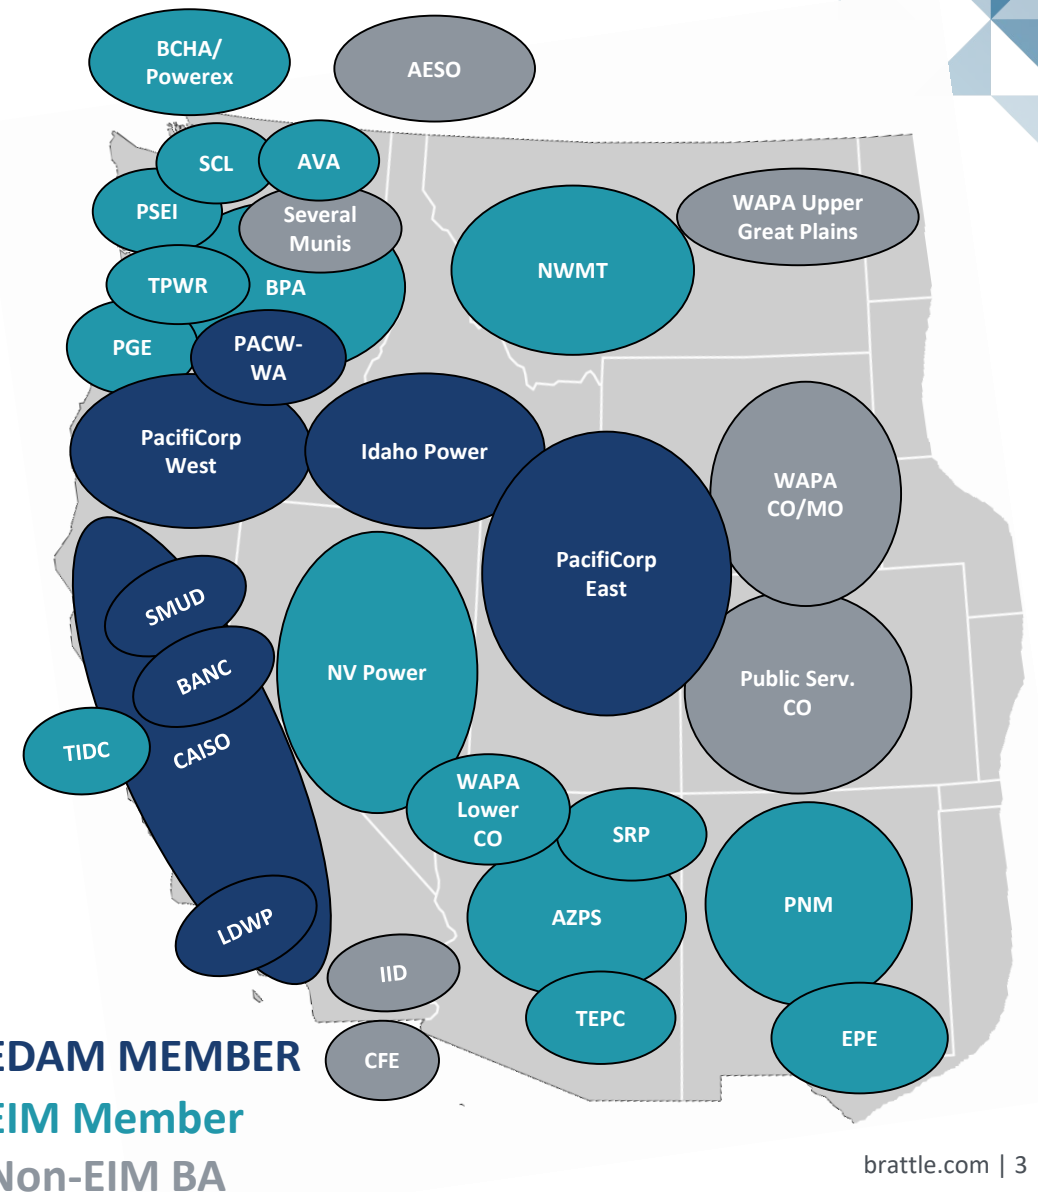 BCHA/
Powerex
AESO
SCL
AVA
PSEI
Several
Munis
WAPA Upper
Great Plains
NWMT
TPWR
BPA
PGE
PACW-
WA
PacifiCorp
West
Idaho Power
WAPA
CO/MO
PacifiCorp
East
SMUD
BANC
NV Power
Public Serv.
CO
TIDC
CAISO
WAPA
Lower
CO
SRP
PNM
AZPS
LDWP
IID
TEPC
EPE
CFE
EDAM MEMBER
EIM Member
Non-EIM BA
brattle.com | 3